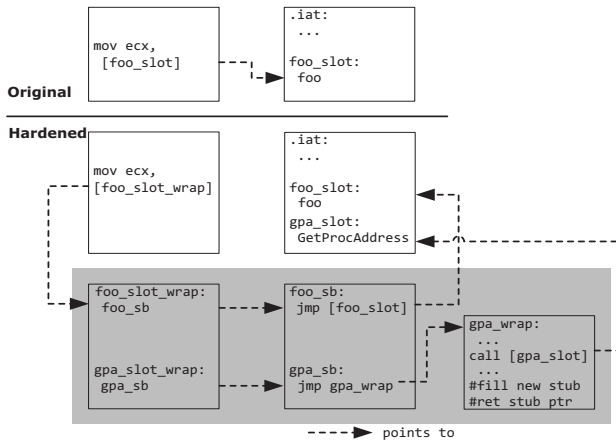 mov ecx,
[foo_slot]
.iat:
...
foo_slot:
foo
Original
Hardened
mov ecx,
[foo_slot_wrap]
.iat:
...
foo_slot:
foo
gpa_slot:
GetProcAddress
foo_slot_wrap:
foo_sb
gpa_slot_wrap:
gpa_sb
foo_sb:
jmp [foo_slot]
gpa_sb:
jmp gpa_wrap
gpa_wrap:
...
call [gpa_slot]
...
#fill new stub
#ret stub ptr
points to